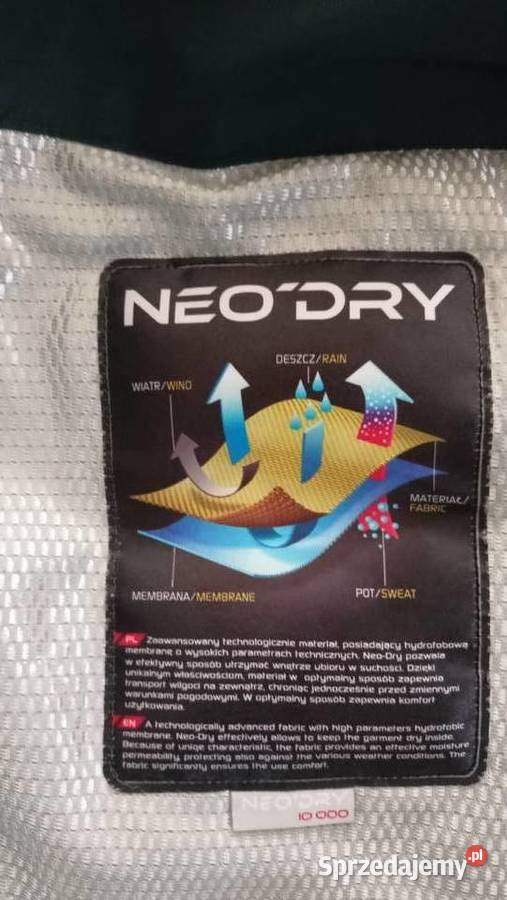 NEO'DRY
DESZCZ/RAIN
WIATR/WIND
MATERIAŁ/
FABRIC
MEMBRANA/MEMBRANE
POT/SWEAT
PL Zaawansowany technologicznie materiał, posiadający hydrofobową
membranę o wysokich parametrach technicznych. Neo-Dry pozwala
w efektywny sposób utrzymać wnętrze ubioru w suchości. Dzięki
unikalnym właściwościom, materiał w optymalny sposób zapewnia
transport wilgoci na zewnątrz, chroniąc jednocześnie przed zmiennymi
warunkami pogodowymi. W optymalny sposób zapewnia komfort
użytkowania.
EN A technologically advanced fabric with high parameters hydrofobic
membrane. Neo-Dry effectively allows to keep the garment dry inside.
Because of uniqe characteristic, the fabric provides an effective moisture
permeability, protecting also against the various weather conditions. The
fabric significantly ensures the use comfort.
NEO'DRY
10 000
Sprzedajemy.pl